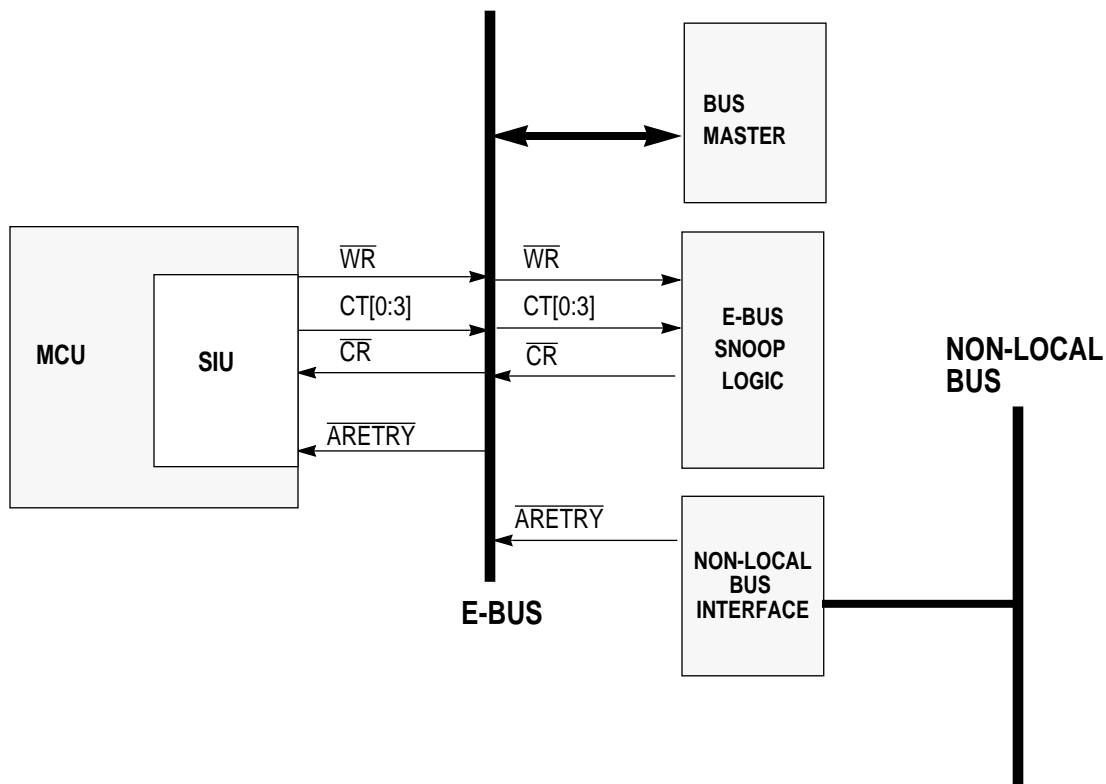 BUS
MASTER
WR
WR
CT[0:3]
CT[0:3]
E-BUS
SNOOP
LOGIC
MCU
SIU
CR
CR
NON-LOCAL
BUS
ARETRY
ARETRY
NON-LOCAL
BUS
INTERFACE
E-BUS